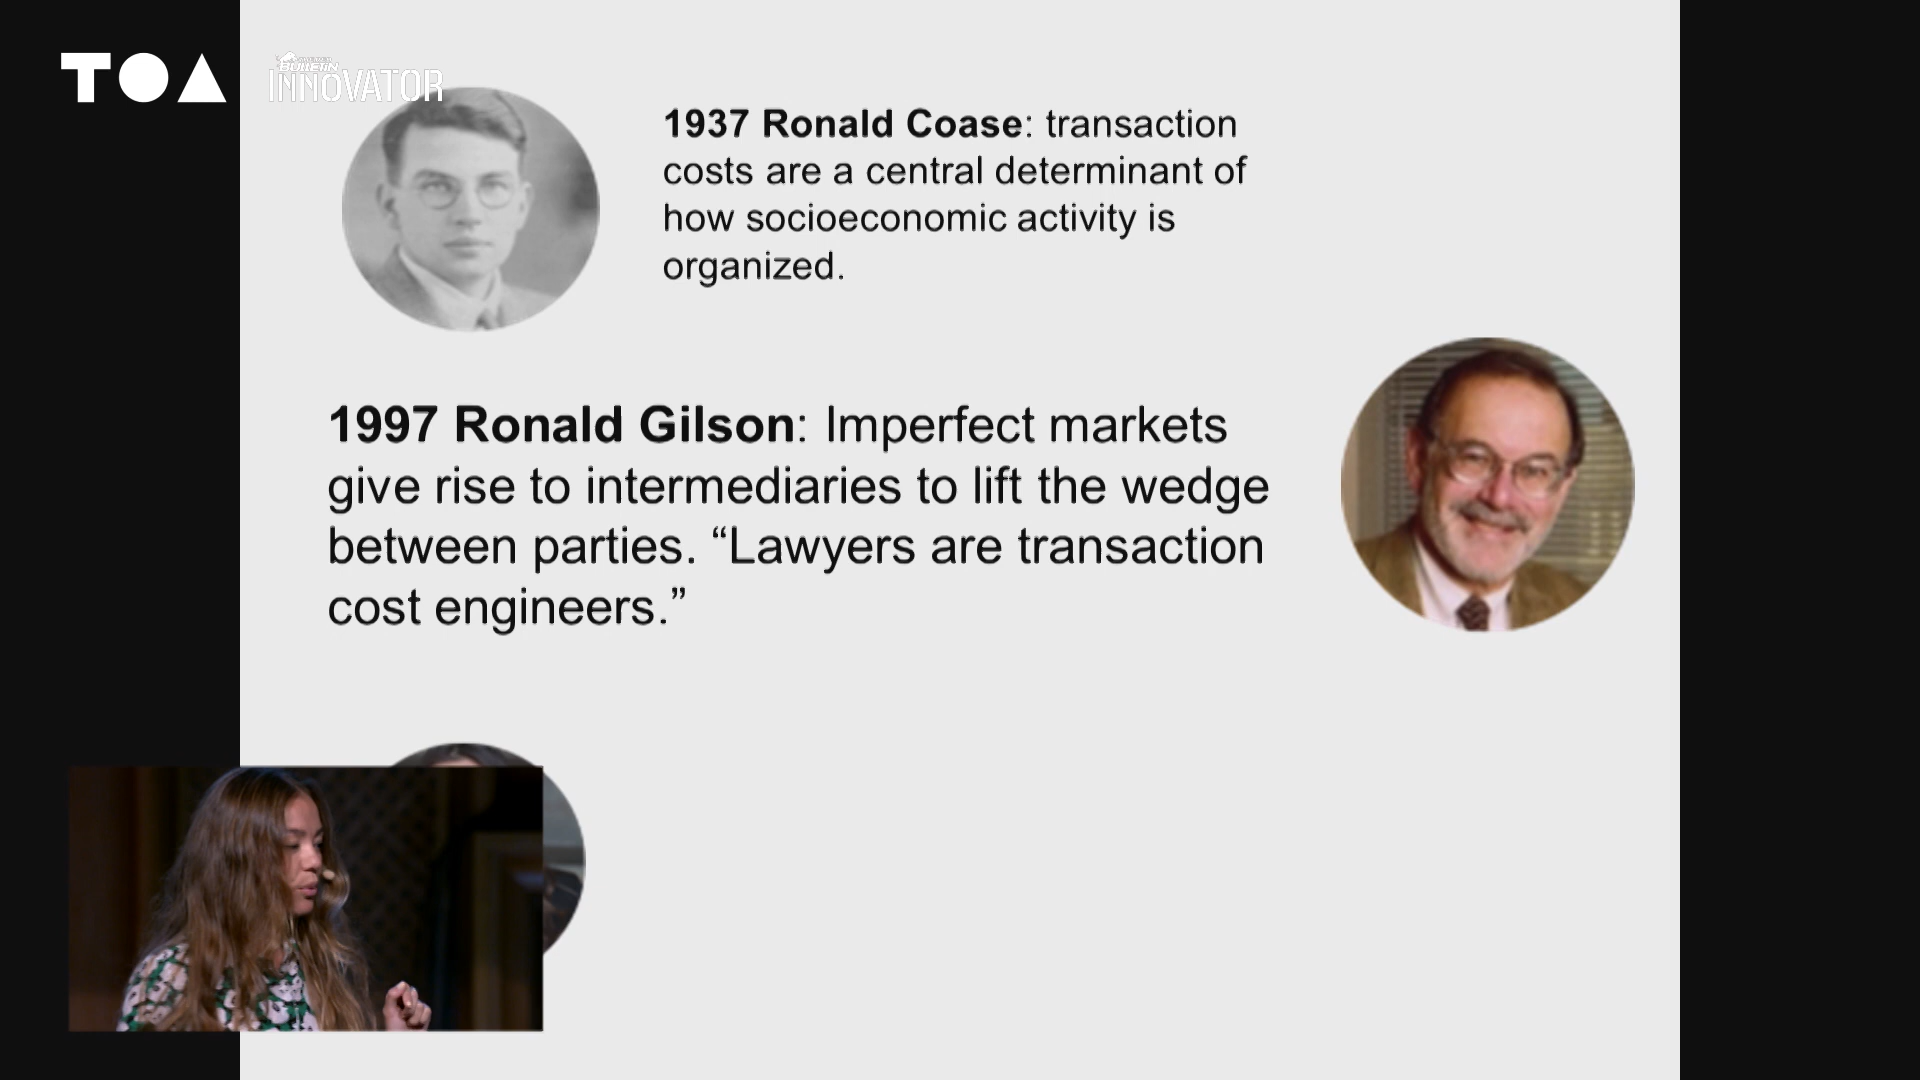 TOA
BULLETIN
INNOVATOR
1937 Ronald Coase: transaction
costs are a central determinant of
how socioeconomic activity is
organized.
1997 Ronald Gilson: Imperfect markets
give rise to intermediaries to lift the wedge
between parties. “Lawyers are transaction
cost engineers.”